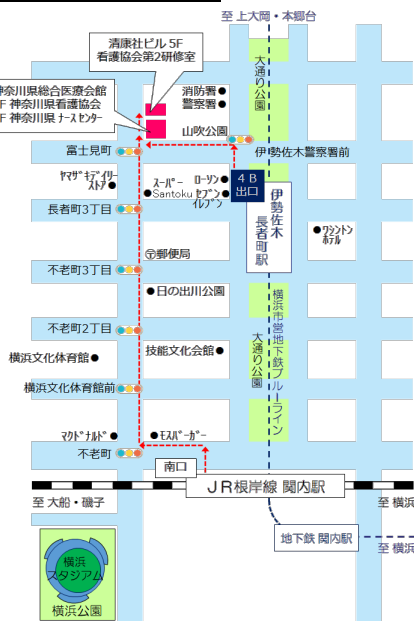 至 上大岡・本郷台
清康社ビル 5F
看護協会第2研修室
大通り公園
神奈川県総合医療会館
F 神奈川県看護協会
F 神奈川県 ナースセンター
消防署
警察署
山吹公園
富士見町
伊勢佐木警察署前
ヤマザキデイリー
ストア
スーパー
Santoku
ローソン
セブン
イレブン
4B
出口
伊勢佐木
長者町駅
長者町3丁目
ワシントン
ホテル
〒郵便局
不老町3丁目
日の出川公園
横浜市営地下鉄ブルーライン
不老町2丁目
大通り公園
横浜文化体育館
技能文化会館
横浜文化体育館前
マクドナルド
モスバーガー
不老町
南口
JR根岸線 関内駅
至 大船・磯子
至 横浜
地下鉄 関内駅
至 横浜
横浜
スタジアム
横浜公園